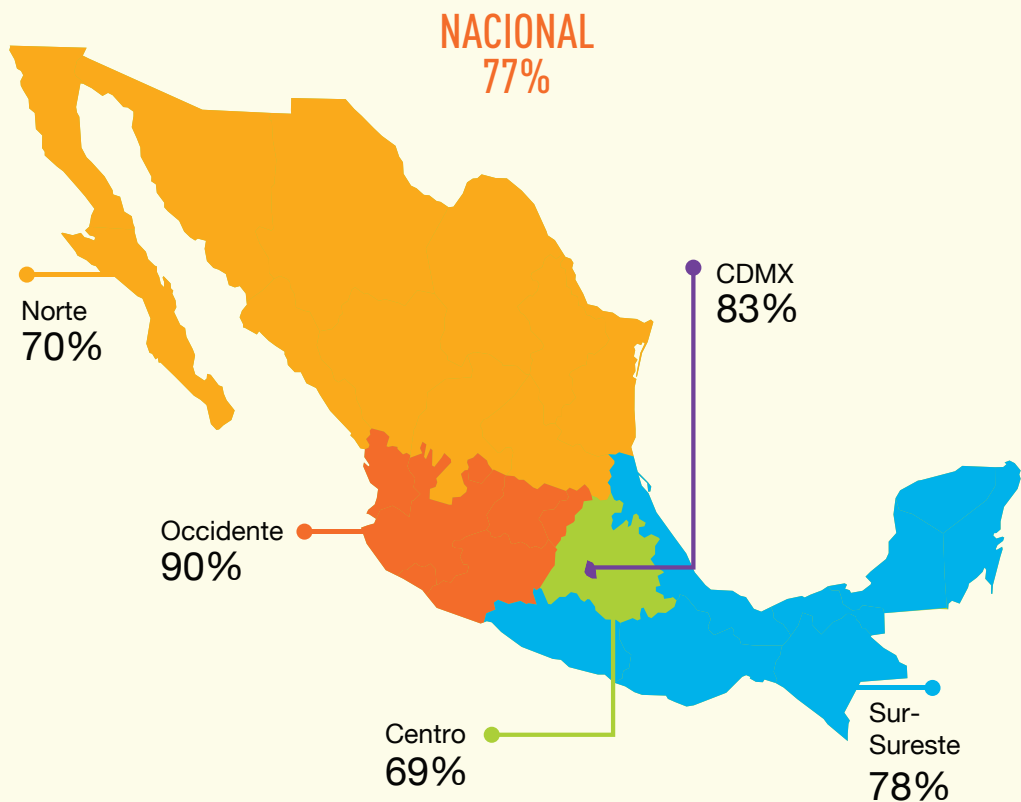 NACIONAL
77%
CDMX
83%
Norte
70%
Occidente
90%
Centro
69%
Sur-
Sureste
78%